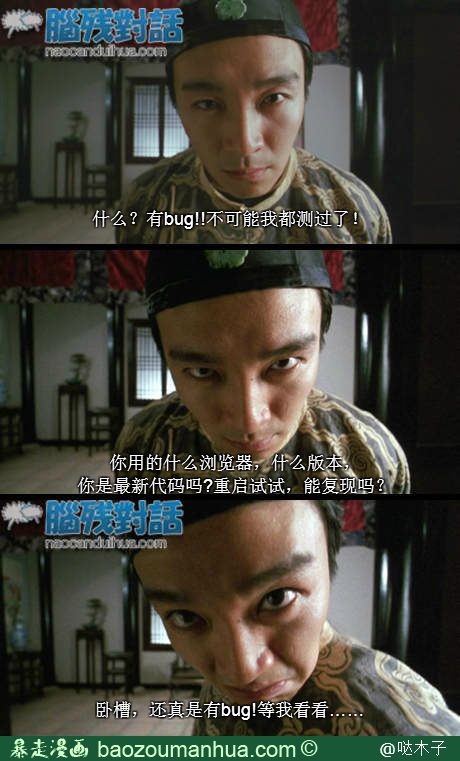 腦残對話
naocanduihua.com
什么？有bug!!不可能我都测过了！
你用的什么浏览器，什么版本，
你是最新代码吗?重启试试，能复现吗？
腦残對話
naocanduihua.com
卧槽，还真是有bug!等我看看……
暴走漫画 baozoumanhua.com © @哒木子